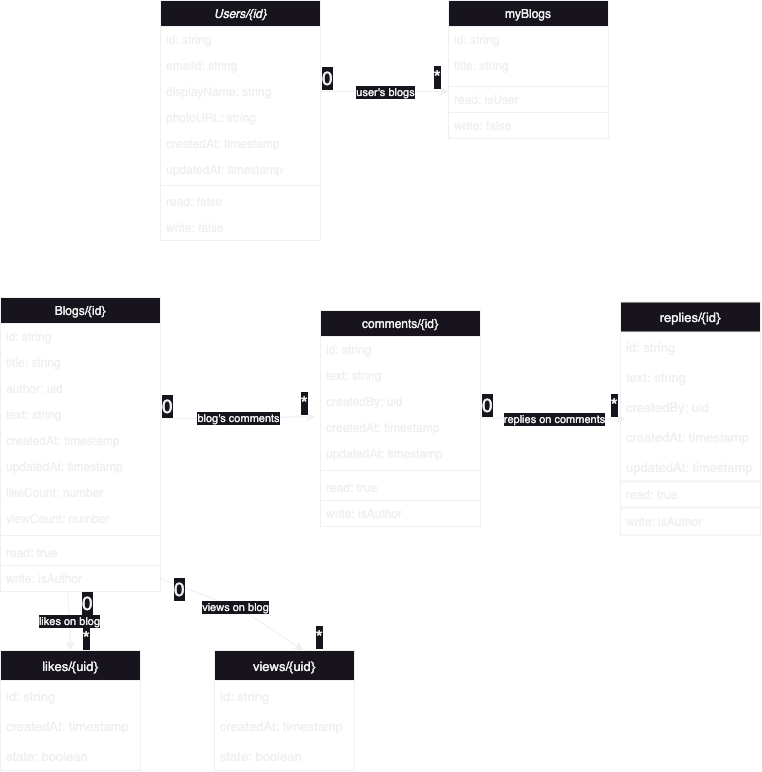 Users/{id}
id: string
emailId: string
displayName: string
photoURL: string
createdAt: timestamp
updatedAt: timestamp
read: false
write: false
0
*
user's blogs
myBlogs
id: string
title: string
read: isUser
write: false
Blogs/{id}
id: string
title: string
author: uid
text: string
createdAt: timestamp
updatedAt: timestamp
likeCount: number
viewCount: number
read: true
write: isAuthor
0
*
blog's comments
comments/{id}
id: string
text: string
createdBy: uid
createdAt: timestamp
updatedAt: timestamp
read: true
write: isAuthor
0
*
replies on comments
replies/{id}
id: string
text: string
createdBy: uid
createdAt: timestamp
updatedAt: timestamp
read: true
write: isAuthor
0
likes on blog
*
0
views on blog
*
likes/{uid}
id: string
createdAt: timestamp
state: boolean
views/{uid}
id: string
createdAt: timestamp
state: boolean